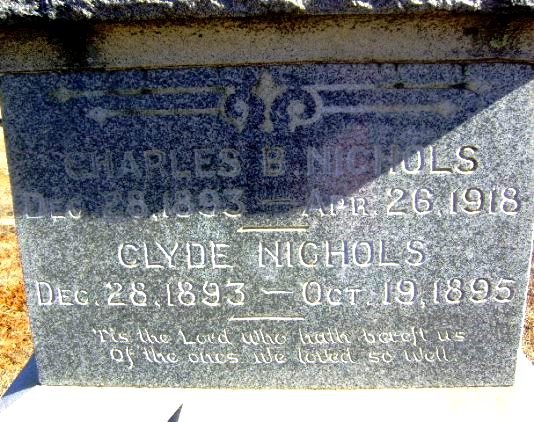 CHARLES B. NICHOLS
DEC. 28, 1893 — APR. 26, 1918
CLYDE NICHOLS
DEC. 28, 1893 — OCT. 19, 1895
'Tis the Lord who hath bereft us
Of the ones we loved so well.